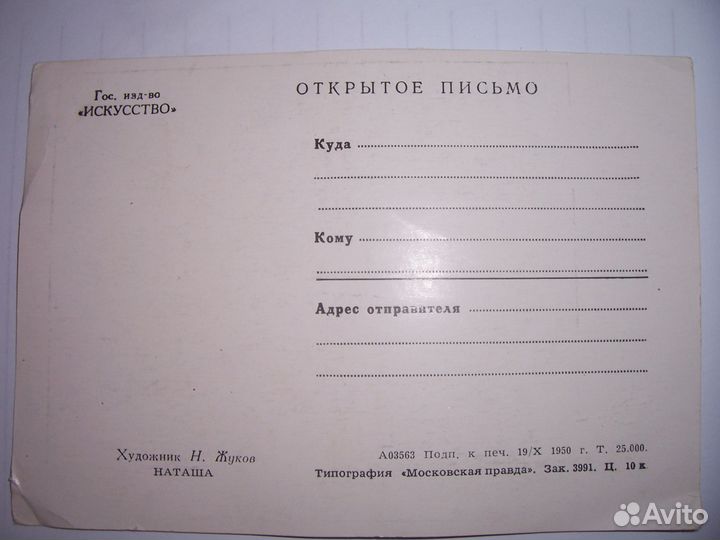 Гос. изд-во
«ИСКУССТВО»
ОТКРЫТОЕ ПИСЬМО
Куда
Кому
Адрес отправителя
Художник Н. Жуков
НАТАША
А03563 Подп. к печ. 19/X 1950 г. Т. 25.000.
Типография «Московская правда». Зак. 3991. Ц. 10 к
Avito